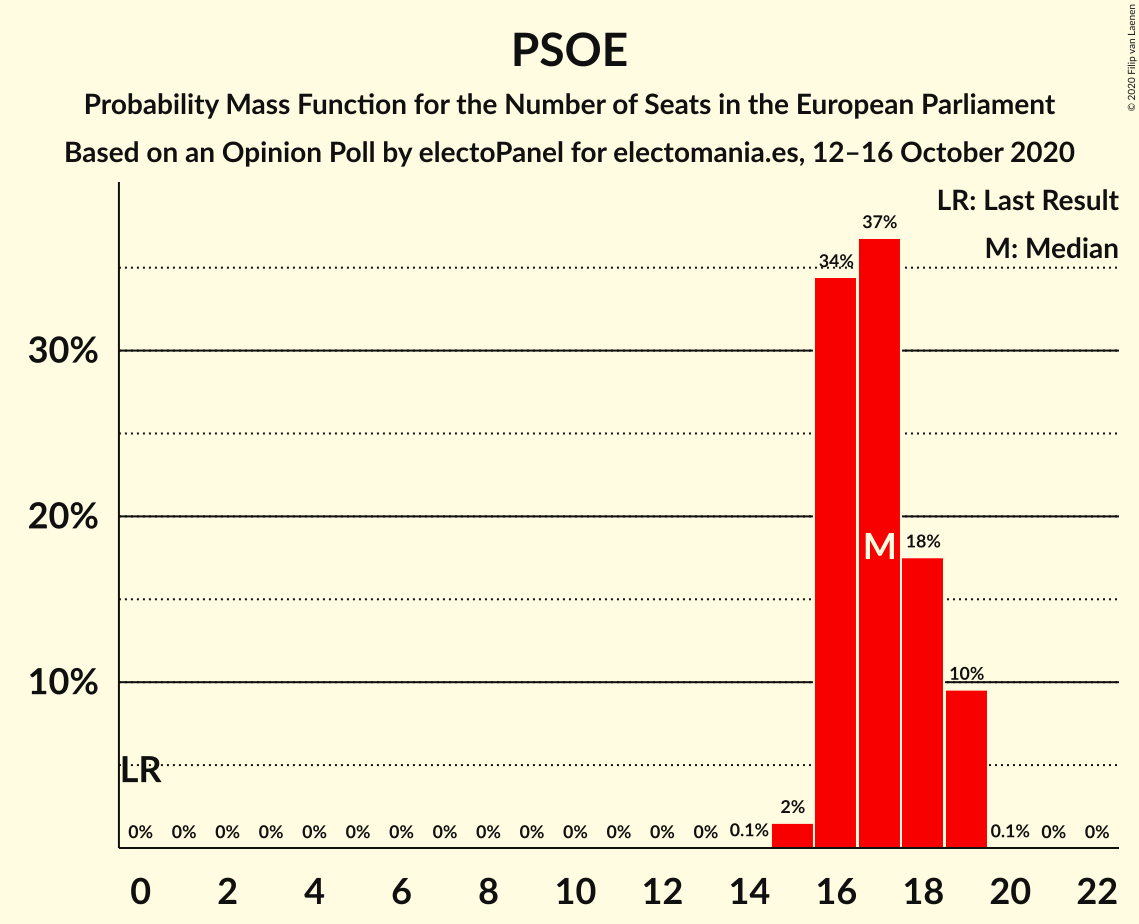 PSOE
Probability Mass Function for the Number of Seats in the European Parliament
Based on an Opinion Poll by electoPanel for electomania.es, 12–16 October 2020
© 2020 Filip van Laenen
LR: Last Result
M: Median
37%
34%
30%
20%
M
18%
10%
10%
LR
2%
0% 0% 0% 0% 0% 0% 0% 0% 0% 0% 0% 0% 0% 0% 0.1% 0.1% 0% 0%
0 2 4 6 8 10 12 14 16 18 20 22